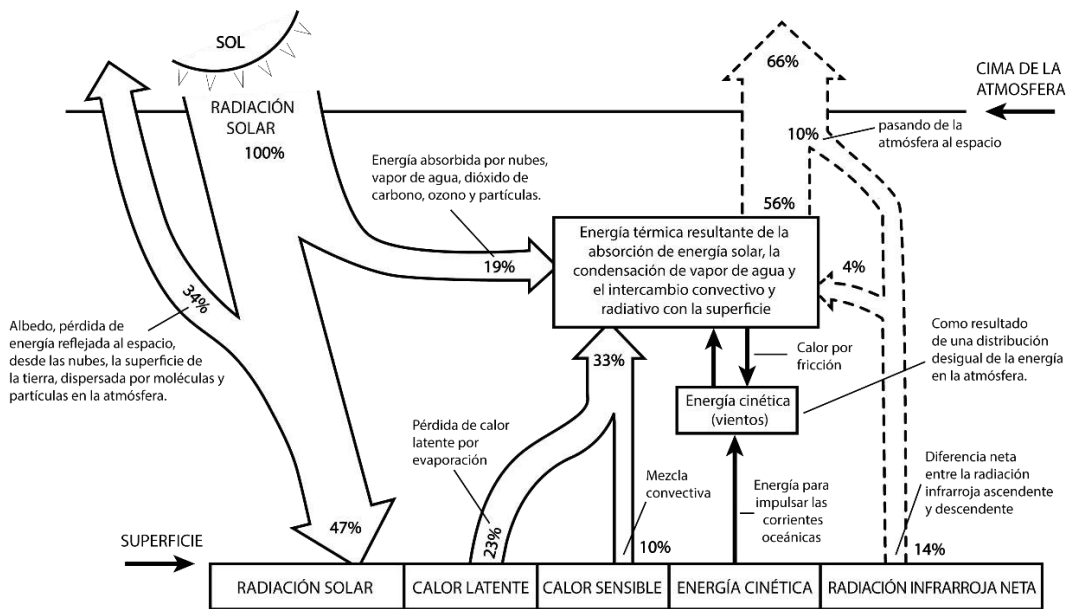 SOL
RADIACIÓN
SOLAR
100%
66%
CIMA DE LA
ATMOSFERA
10%
pasando de la
atmósfera al espacio
Energía absorbida por nubes,
vapor de agua, dióxido de
carbono, ozono y partículas.
19%
56%
Energía térmica resultante de la
absorción de energía solar, la
condensación de vapor de agua y
el intercambio convectivo y
radiativo con la superficie
4%
34%
Albedo, pérdida de
energía reflejada al espacio,
desde las nubes, la superficie de
la tierra, dispersada por moléculas y
partículas en la atmósfera.
33%
Calor por
fricción
Como resultado
de una distribución
desigual de la energía
en la atmósfera.
Energía cinética
(vientos)
Pérdida de calor
latente por
evaporación
Mezcla
convectiva
Energía para
impulsar las
corrientes
oceánicas
Diferencia neta
entre la radiación
infrarroja ascendente
y descendente
47%
23%
10%
14%
SUPERFICIE
RADIACIÓN SOLAR
CALOR LATENTE
CALOR SENSIBLE
ENERGÍA CINÉTICA
RADIACIÓN INFRARROJA NETA